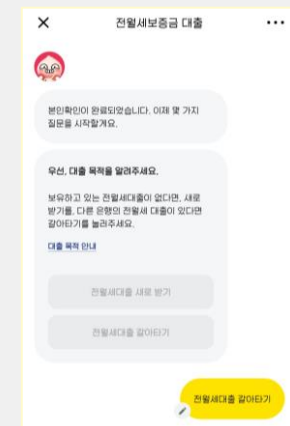 전월세보증금 대출
본인확인이 완료되었습니다. 이제 몇 가지
질문을 시작할게요.
우선, 대출 목적을 알려주세요.
보유하고 있는 전월세대출이 없다면, 새로
받기를, 다른 은행의 전월세 대출이 있다면
갈아타기를 눌러주세요.
대출 목적 안내
전월세대출 새로 받기
전월세대출 갈아타기
전월세대출 갈아타기